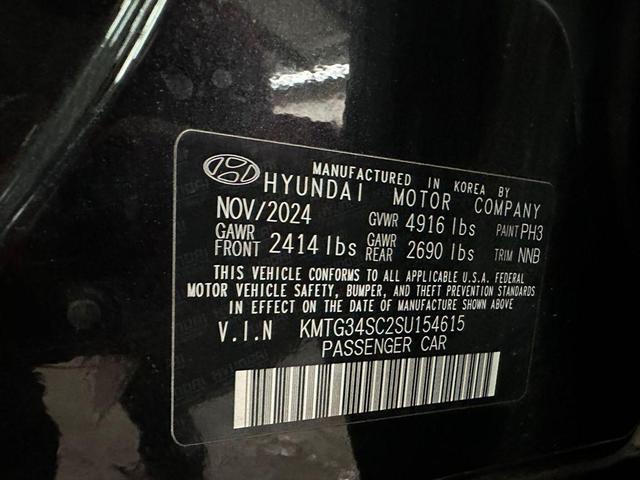 MANUFACTURED IN KOREA BY
HYUNDAI MOTOR COMPANY
NOV/2024 GVWR 4916 lbs PAINT PH3
GAWR FRONT 2414 lbs GAWR REAR 2690 lbs TRIM NNB
THIS VEHICLE CONFORMS TO ALL APPLICABLE U.S.A. FEDERAL
MOTOR VEHICLE SAFETY, BUMPER, AND THEFT PREVENTION STANDARDS
IN EFFECT ON THE DATE OF MANUFACTURE SHOWN ABOVE
V.I.N KMTG34SC2SU154615
PASSENGER CAR